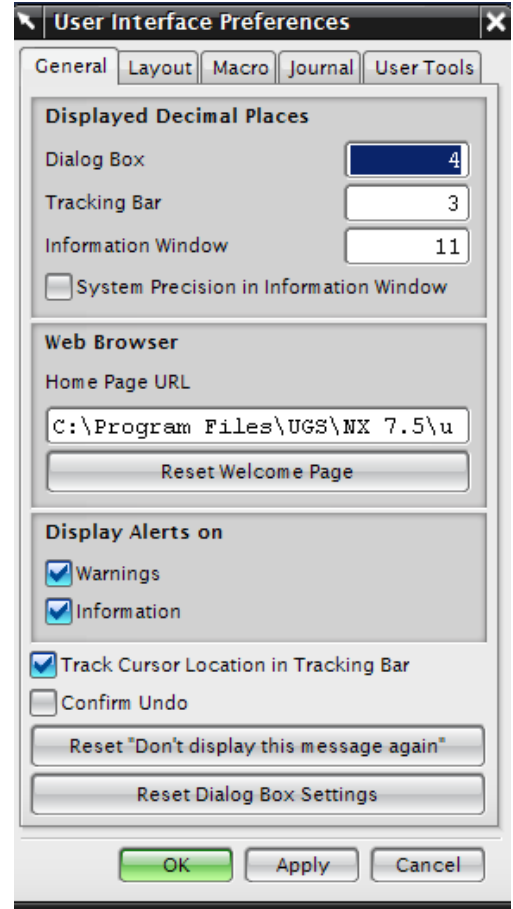 User Interface Preferences
General Layout Macro Journal User Tools
Displayed Decimal Places
Dialog Box 4
Tracking Bar 3
Information Window 11
System Precision in Information Window
Web Browser
Home Page URL
C:\Program Files\UGS\NX 7.5\u
Reset Welcome Page
Display Alerts on
Warnings
Information
Track Cursor Location in Tracking Bar
Confirm Undo
Reset "Don't display this message again"
Reset Dialog Box Settings
OK Apply Cancel